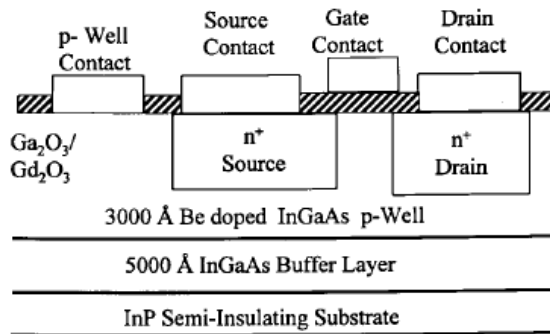 p- Well
Contact
Source
Contact
Gate
Contact
Drain
Contact
Ga₂O₃/
Gd₂O₃
n⁺
Source
n⁺
Drain
3000 Å Be doped InGaAs p-Well
5000 Å InGaAs Buffer Layer
InP Semi-Insulating Substrate